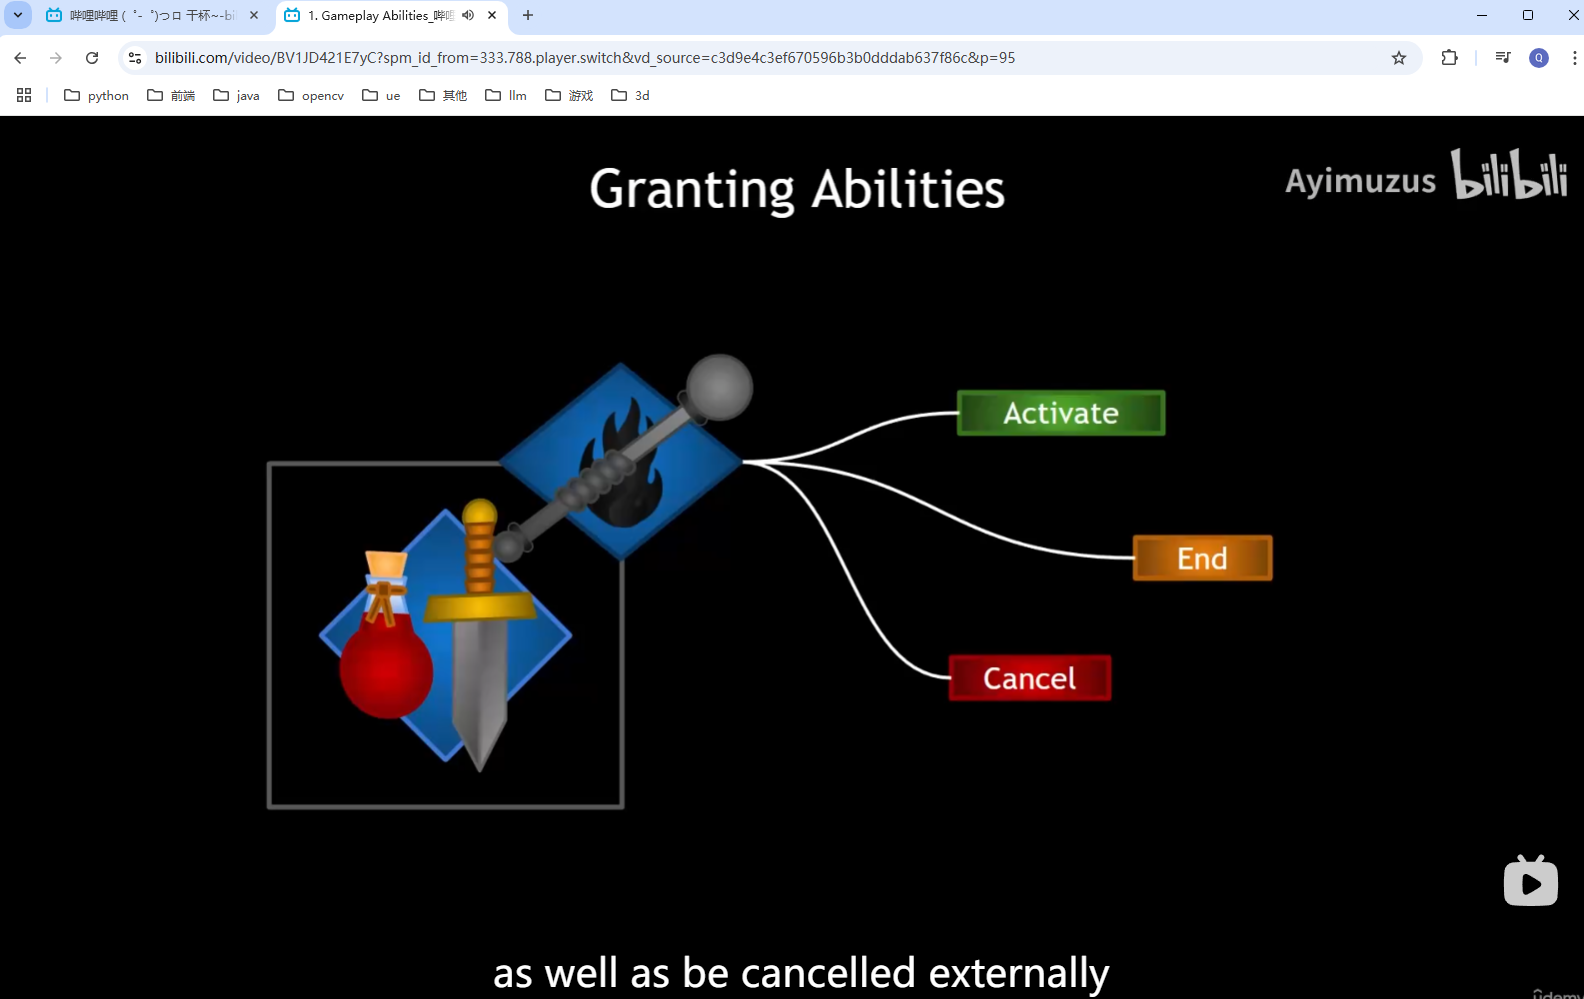 哔哩哔哩 ( ゜- ゜)つロ 干杯~-bi
1. Gameplay Abilities_哔哩
bilibili.com/video/BV1JD421E7yC?spm_id_from=333.788.player.switch&vd_source=c3d9e4c3ef670596b3b0dddab637f86c&p=95
Q
python 前端 java opencv ue 其他 llm 游戏 3d
Granting Abilities
Ayimuzus bilibili
Activate
End
Cancel
as well as be cancelled externally